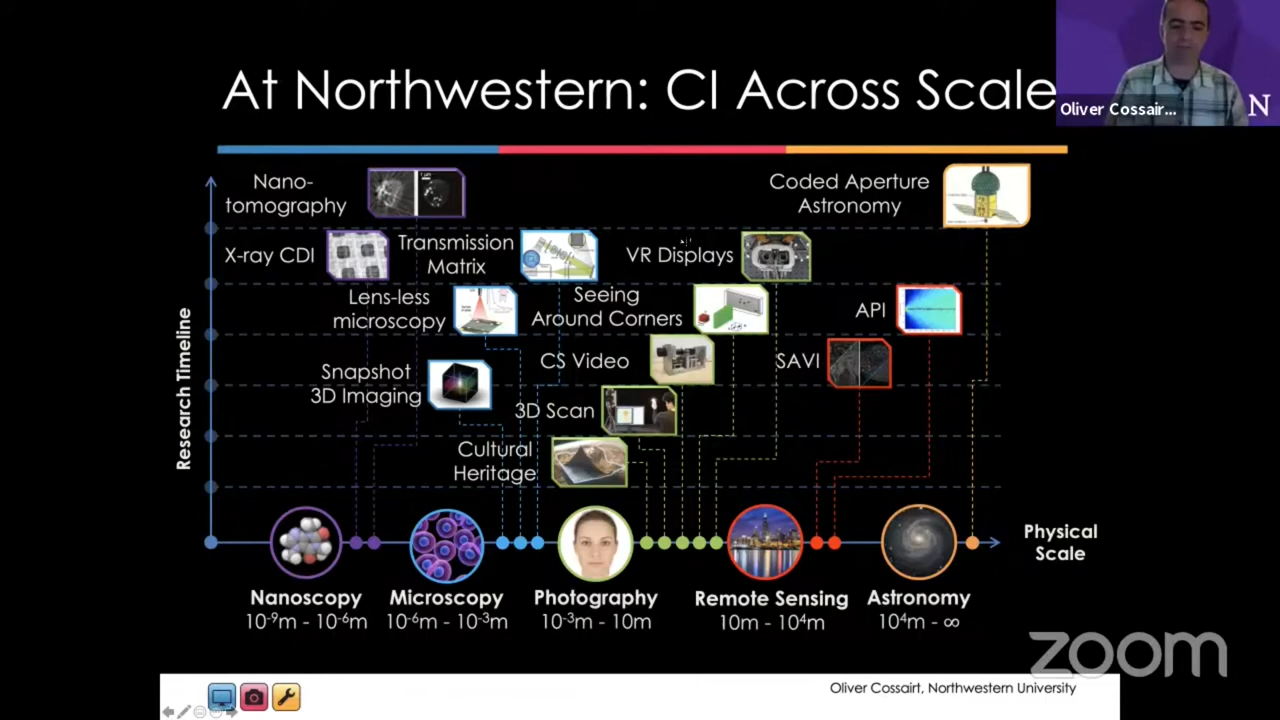 At Northwestern: CI Across Scale
Oliver Cossair...
N
Nano-
tomography
Coded Aperture
Astronomy
X-ray CDI
Transmission
Matrix
VR Displays
Lens-less
microscopy
Seeing
Around Corners
API
Snapshot
3D Imaging
CS Video
SAVI
3D Scan
Cultural
Heritage
Research Timeline
Physical
Scale
Nanoscopy
10⁻⁹m - 10⁻⁶m
Microscopy
10⁻⁶m - 10⁻³m
Photography
10⁻³m - 10m
Remote Sensing
10m - 10⁴m
Astronomy
10⁴m - ∞
zoom
Oliver Cossairt, Northwestern University